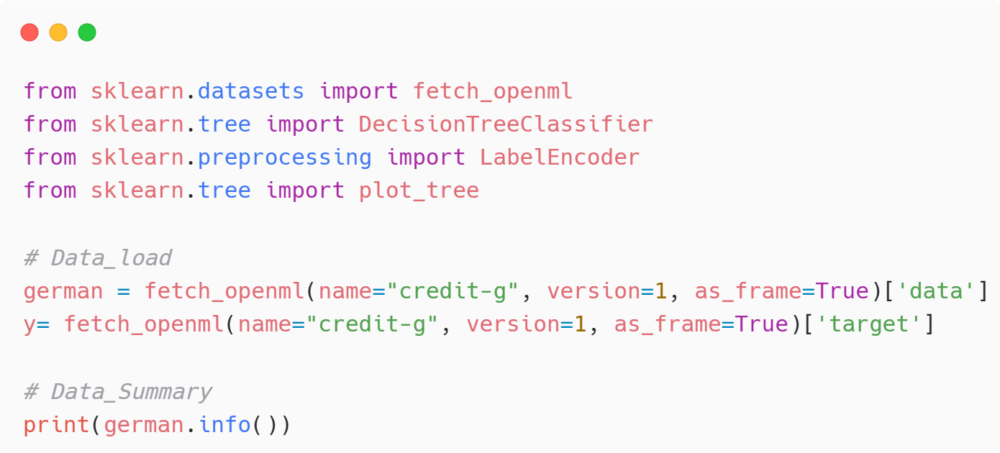 from sklearn.datasets import fetch_openml
from sklearn.tree import DecisionTreeClassifier
from sklearn.preprocessing import LabelEncoder
from sklearn.tree import plot_tree
# Data_load
german = fetch_openml(name="credit-g", version=1, as_frame=True)['data']
y= fetch_openml(name="credit-g", version=1, as_frame=True)['target']
# Data_Summary
print(german.info())